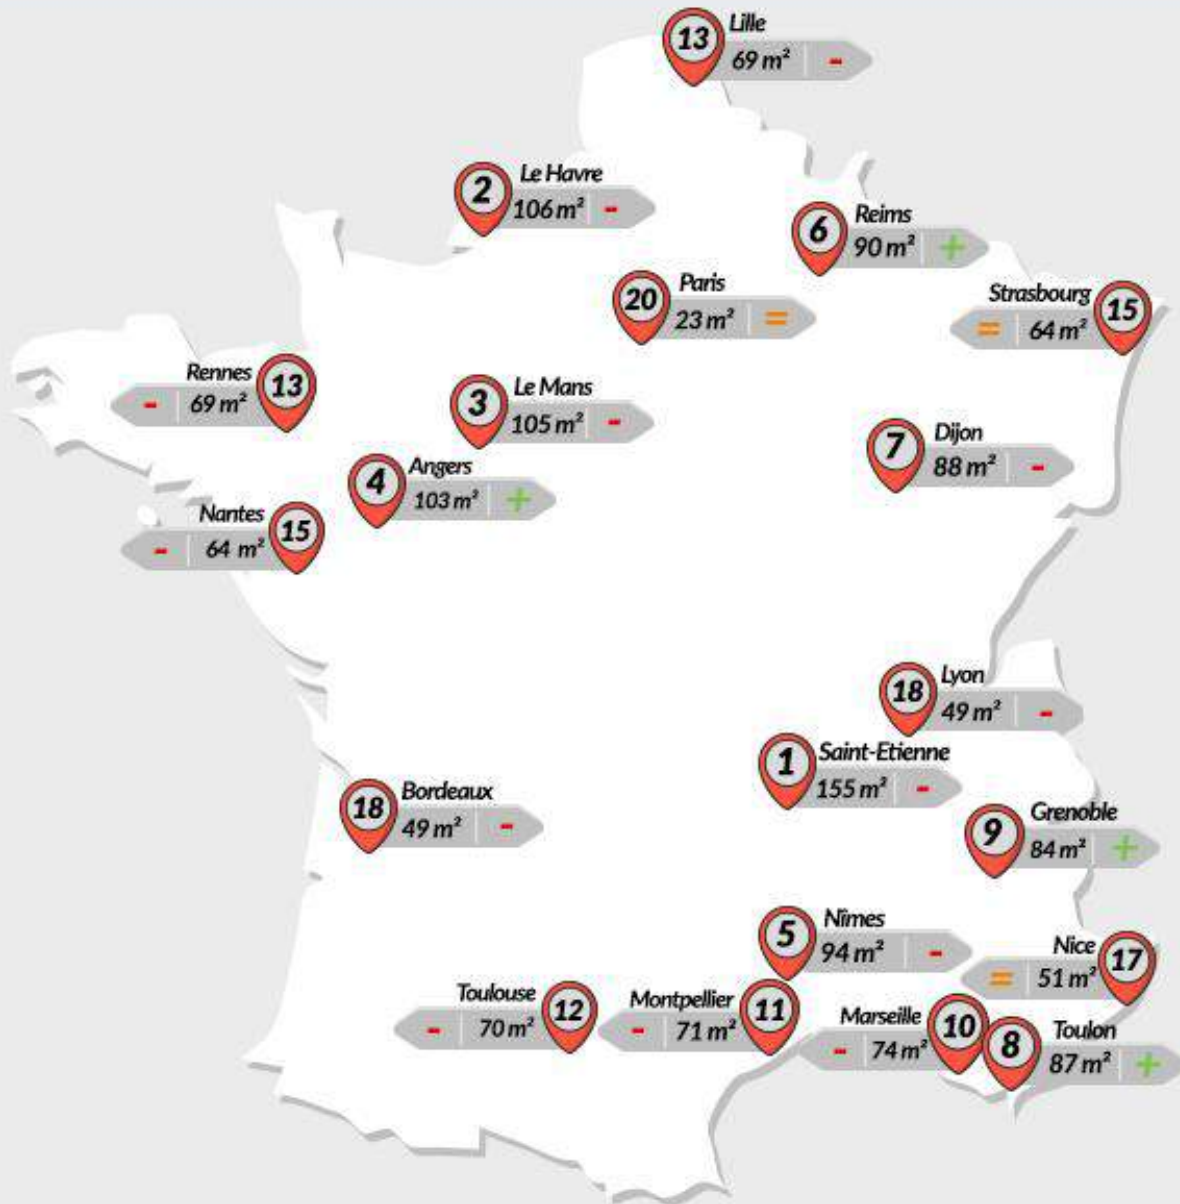 Lille
13
69 m² -
Le Havre
2
106 m² -
Reims
6
90 m² +
Paris
20
23 m² =
Strasbourg
15
= 64 m²
Rennes
13
- 69 m²
Le Mans
3
105 m² -
Dijon
7
88 m² -
Angers
4
103 m² +
Nantes
15
- 64 m²
Lyon
18
49 m² -
Saint-Etienne
1
155 m² -
Bordeaux
18
49 m² -
Grenoble
9
84 m² +
Nîmes
5
94 m² -
Nice
17
= 51 m²
Toulouse
12
- 70 m²
Montpellier
11
- 71 m²
Marseille
10
- 74 m²
Toulon
8
87 m² +